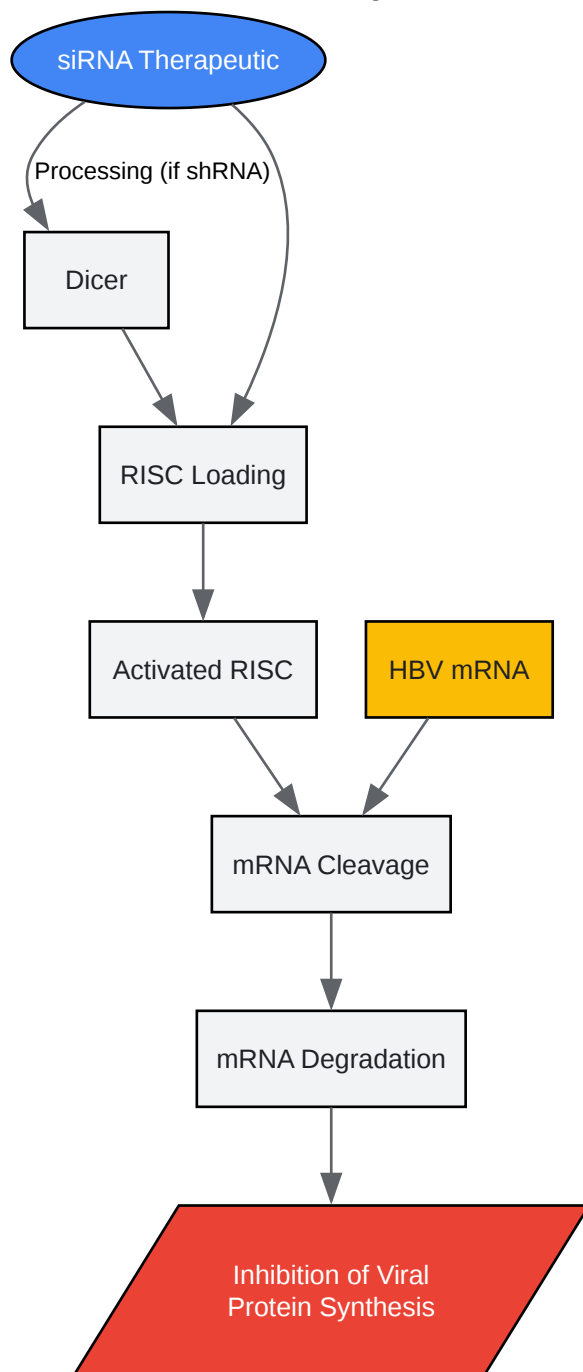 siRNA Therapeutic
Processing (if shRNA)
Dicer
RISC Loading
Activated RISC
HBV mRNA
mRNA Cleavage
mRNA Degradation
Inhibition of Viral
Protein Synthesis